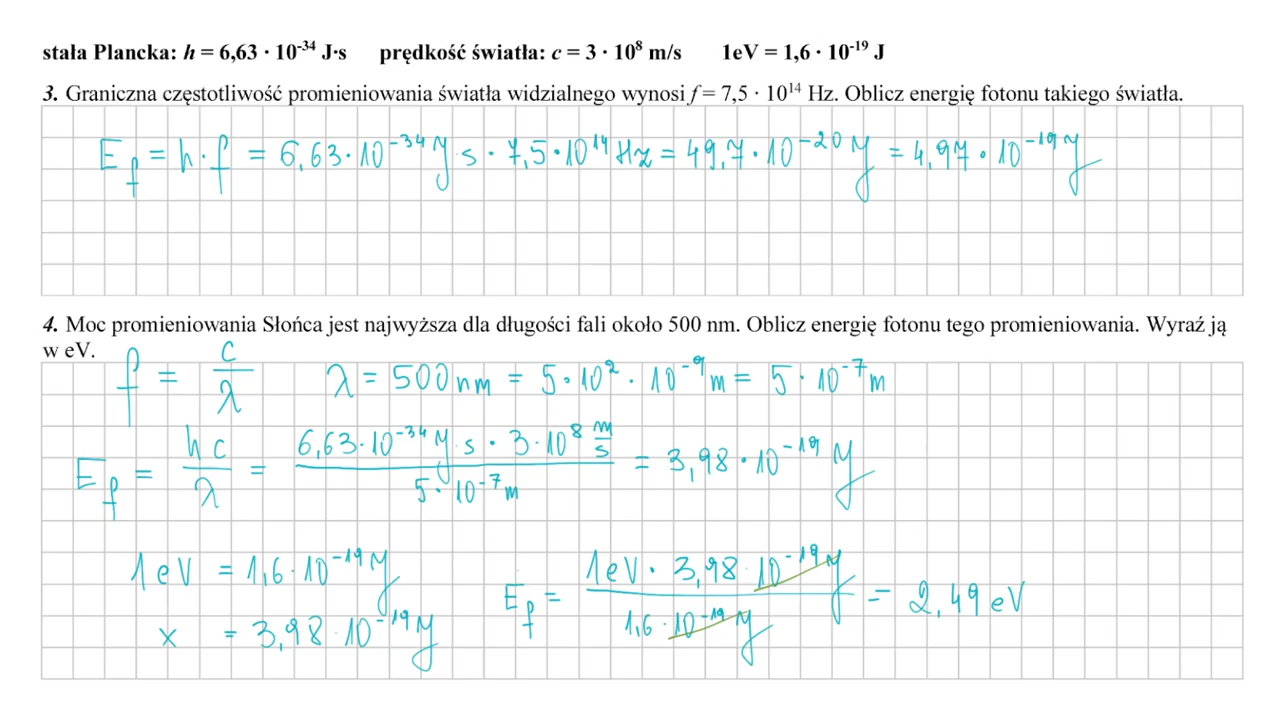 stała Plancka: h = 6,63 · 10⁻³⁴ J·s prędkość światła: c = 3 · 10⁸ m/s 1eV = 1,6 · 10⁻¹⁹ J
3. Graniczna częstotliwość promieniowania światła widzialnego wynosi f = 7,5 · 10¹⁴ Hz. Oblicz energię fotonu takiego światła.
E_f = h·f = 6,63·10⁻³⁴ J·s · 7,5·10¹⁴ Hz = 49,7·10⁻²⁰ J = 4,97·10⁻¹⁹ J
4. Moc promieniowania Słońca jest najwyższa dla długości fali około 500 nm. Oblicz energię fotonu tego promieniowania. Wyraź ją
w eV.
f = c/λ λ = 500 nm = 5·10²·10⁻⁹ m = 5·10⁻⁷ m
E_f = hc/λ = (6,63·10⁻³⁴ J·s · 3·10⁸ m/s)/(5·10⁻⁷ m) = 3,98·10⁻¹⁹ J
1eV = 1,6·10⁻¹⁹ J
x = 3,98·10⁻¹⁹ J
E_f = (1eV · 3,98·10⁻¹⁹ J)/(1,6·10⁻¹⁹ J) = 2,49 eV